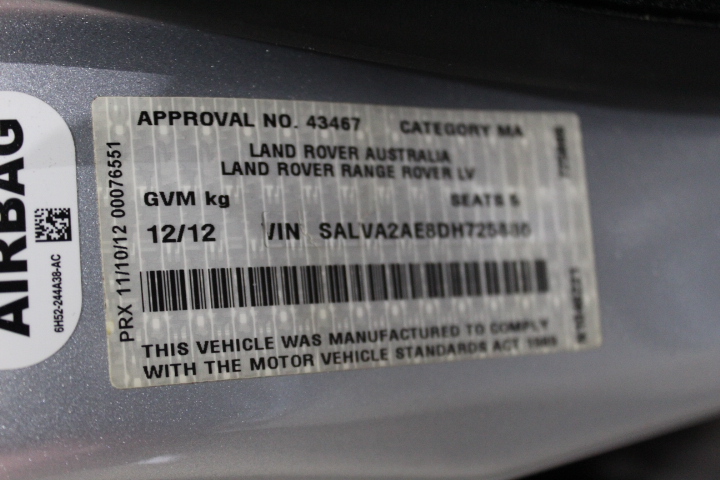 AIRBAG
6H52-244A38-AC
PRX 11/10/12 00076551
APPROVAL NO. 43467 CATEGORY MA
LAND ROVER AUSTRALIA
LAND ROVER RANGE ROVER LV
GVM kg SEATS 5
12/12 VIN
THIS VEHICLE WAS MANUFACTURED TO COMPLY
WITH THE MOTOR VEHICLE STANDARDS ACT 1989